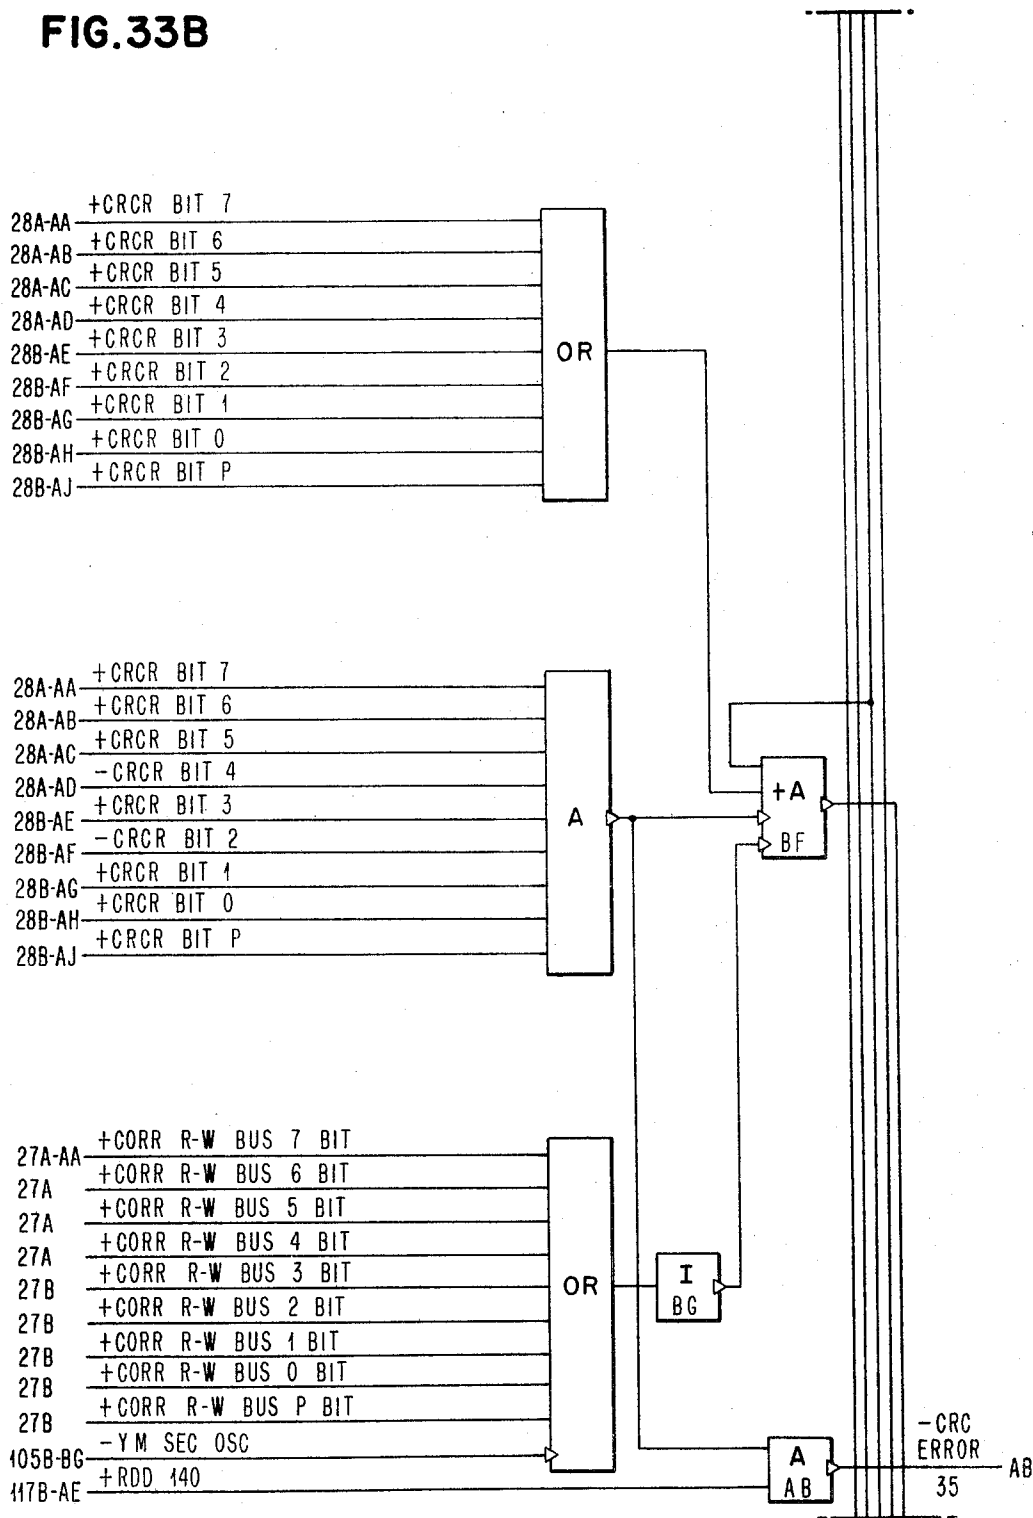 FIG.33B
+CRCR BIT 7
28A-AA
+CRCR BIT 6
28A-AB
+CRCR BIT 5
28A-AC
+CRCR BIT 4
28A-AD
+CRCR BIT 3
28B-AE
+CRCR BIT 2
28B-AF
+CRCR BIT 1
28B-AG
+CRCR BIT 0
28B-AH
+CRCR BIT P
28B-AJ
OR
+CRCR BIT 7
28A-AA
+CRCR BIT 6
28A-AB
+CRCR BIT 5
28A-AC
-CRCR BIT 4
28A-AD
+CRCR BIT 3
28B-AE
-CRCR BIT 2
28B-AF
+CRCR BIT 1
28B-AG
+CRCR BIT 0
28B-AH
+CRCR BIT P
28B-AJ
A
+A
BF
+CORR R-W BUS 7 BIT
27A-AA
+CORR R-W BUS 6 BIT
27A
+CORR R-W BUS 5 BIT
27A
+CORR R-W BUS 4 BIT
27A
+CORR R-W BUS 3 BIT
27B
+CORR R-W BUS 2 BIT
27B
+CORR R-W BUS 1 BIT
27B
+CORR R-W BUS 0 BIT
27B
+CORR R-W BUS P BIT
27B
-Y M SEC OSC
105B-BG
+RDD 140
117B-AE
OR
I
BG
A
AB
-CRC
ERROR
35
AB